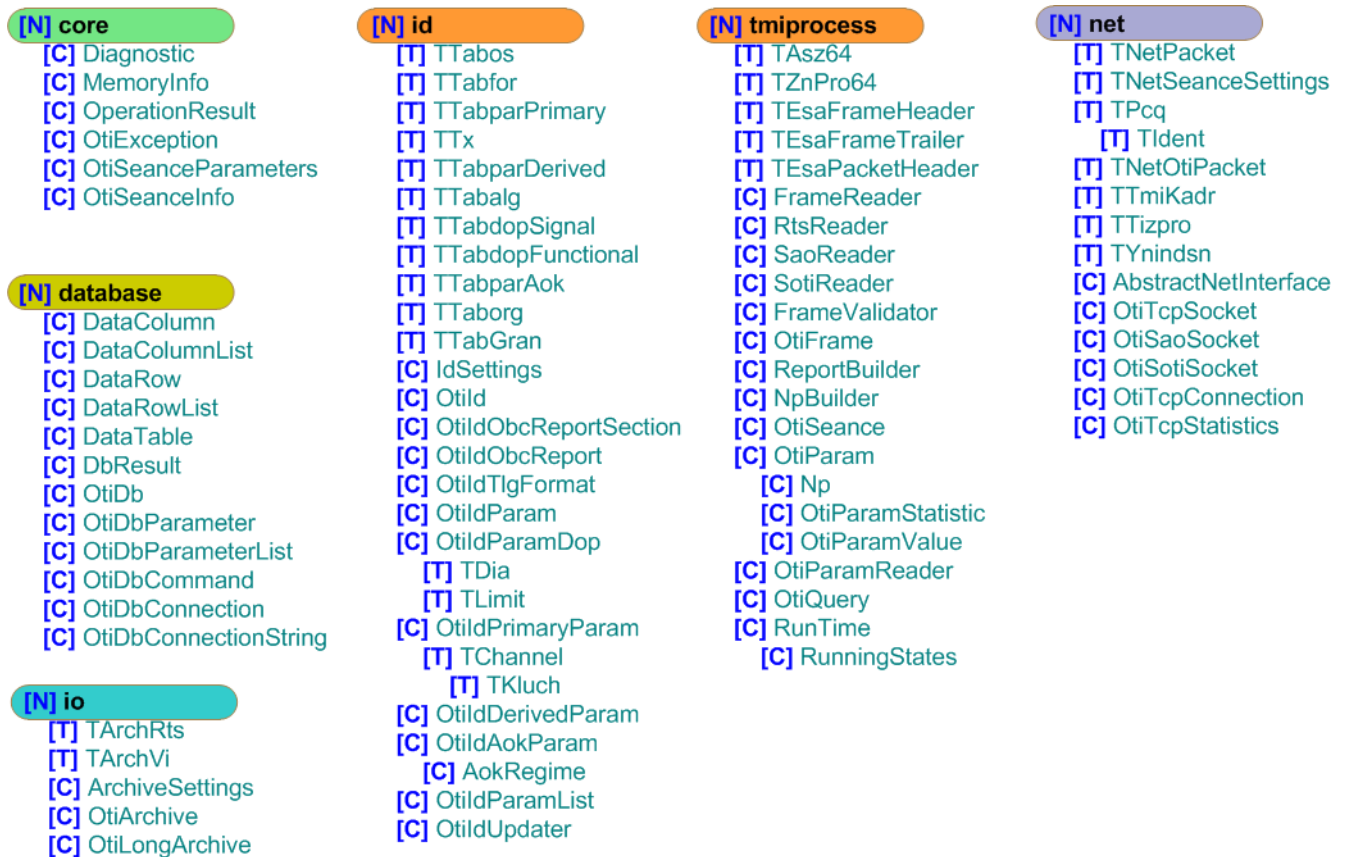 [N] core
[C] Diagnostic
[C] MemoryInfo
[C] OperationResult
[C] OtiException
[C] OtiSeanceParameters
[C] OtiSeanceInfo
[N] database
[C] DataColumn
[C] DataColumnList
[C] DataRow
[C] DataRowList
[C] DataTable
[C] DbResult
[C] OtiDb
[C] OtiDbParameter
[C] OtiDbParameterList
[C] OtiDbCommand
[C] OtiDbConnection
[C] OtiDbConnectionString
[N] io
[T] TArchRts
[T] TArchVi
[C] ArchiveSettings
[C] OtiArchive
[C] OtiLongArchive
[N] id
[T] TTabos
[T] TTabfor
[T] TTabparPrimary
[T] TTx
[T] TTabparDerived
[T] TTabalg
[T] TTabdopSignal
[T] TTabdopFunctional
[T] TTabparAok
[T] TTaborg
[T] TTabGran
[C] IdSettings
[C] OtiId
[C] OtiIdObcReportSection
[C] OtiIdObcReport
[C] OtiIdTlgFormat
[C] OtiIdParam
[C] OtiIdParamDop
[T] TDia
[T] TLimit
[C] OtiIdPrimaryParam
[T] TChannel
[T] TKluch
[C] OtiIdDerivedParam
[C] OtiIdAokParam
[C] AokRegime
[C] OtiIdParamList
[C] OtiIdUpdater
[N] tmiprocess
[T] TAsz64
[T] TZnPro64
[T] TEsaFrameHeader
[T] TEsaFrameTrailer
[T] TEsaPacketHeader
[C] FrameReader
[C] RtsReader
[C] SaoReader
[C] SotiReader
[C] FrameValidator
[C] OtiFrame
[C] ReportBuilder
[C] NpBuilder
[C] OtiSeance
[C] OtiParam
[C] Np
[C] OtiParamStatistic
[C] OtiParamValue
[C] OtiParamReader
[C] OtiQuery
[C] RunTime
[C] RunningStates
[N] net
[T] TNetPacket
[T] TNetSeanceSettings
[T] TPcq
[T] TIdent
[T] TNetOtiPacket
[T] TTmiKadr
[T] TTizpro
[T] TYnindsn
[C] AbstractNetInterface
[C] OtiTcpSocket
[C] OtiSaoSocket
[C] OtiSotiSocket
[C] OtiTcpConnection
[C] OtiTcpStatistics